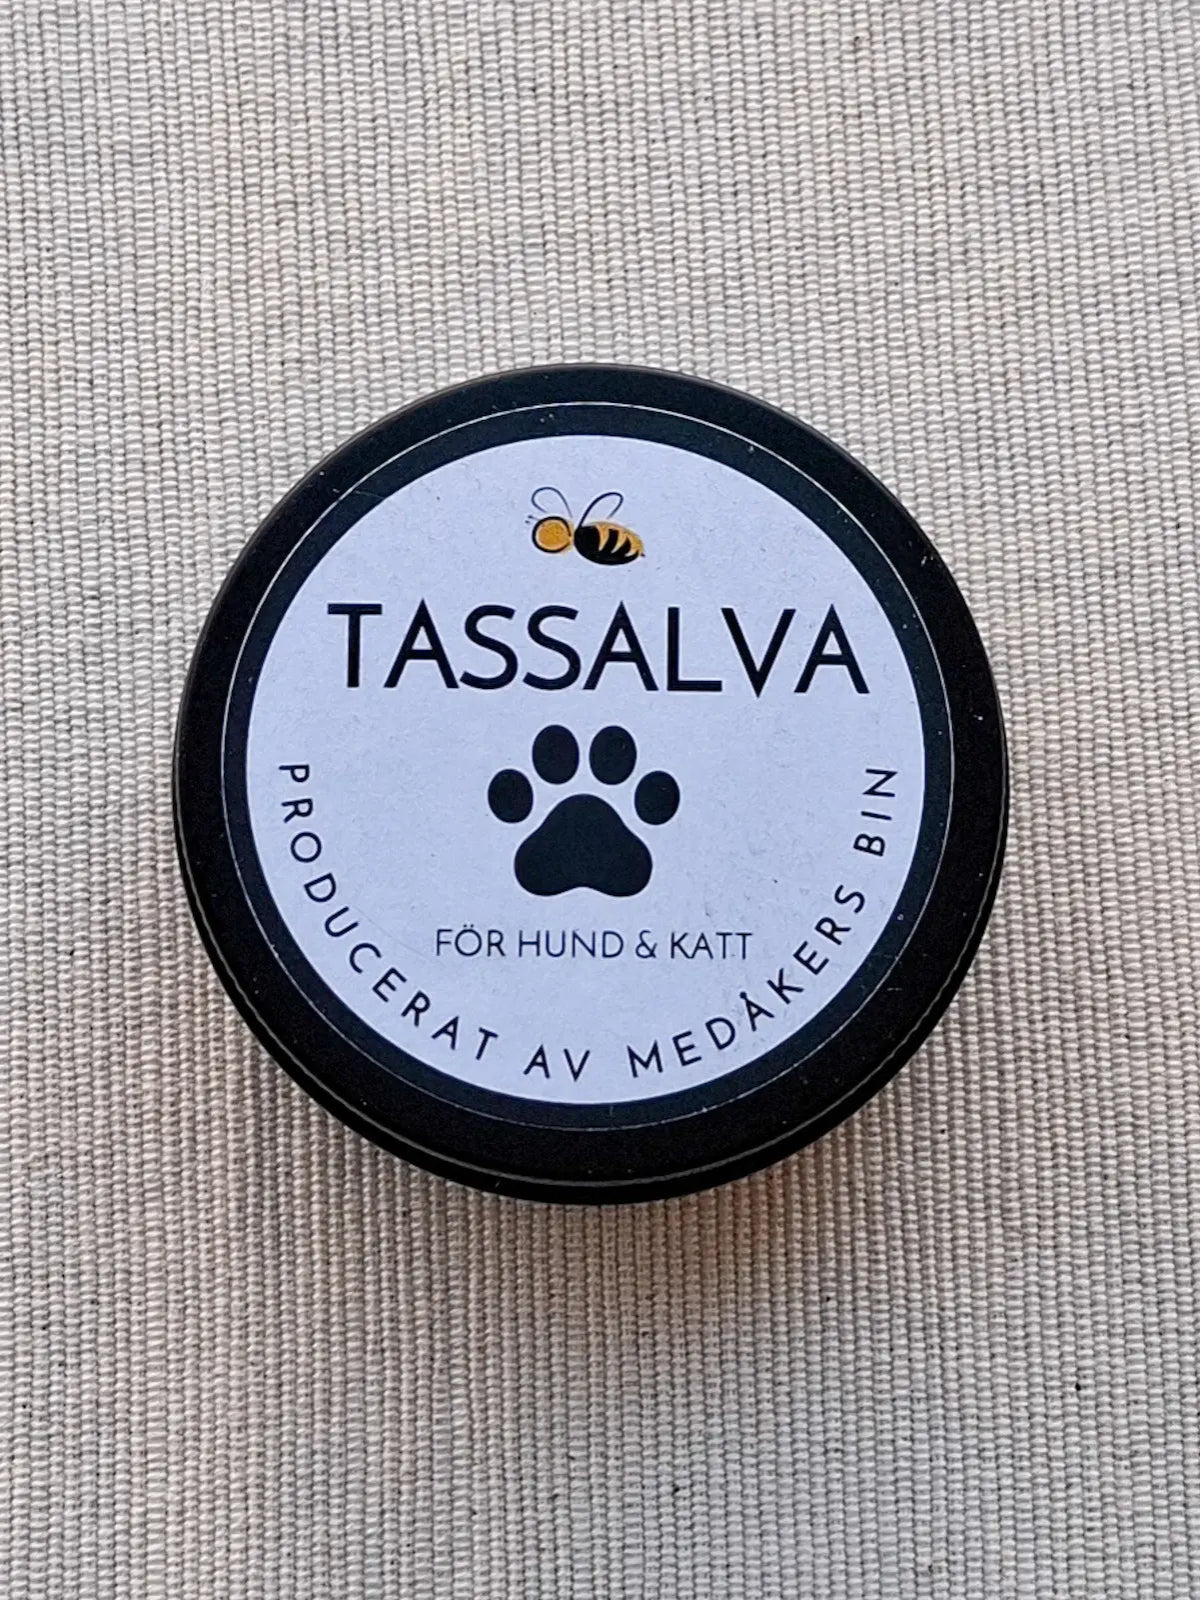 TASSALVA
FÖR HUND & KATT
PRODUCERAT AV MEDÅKERS BIN